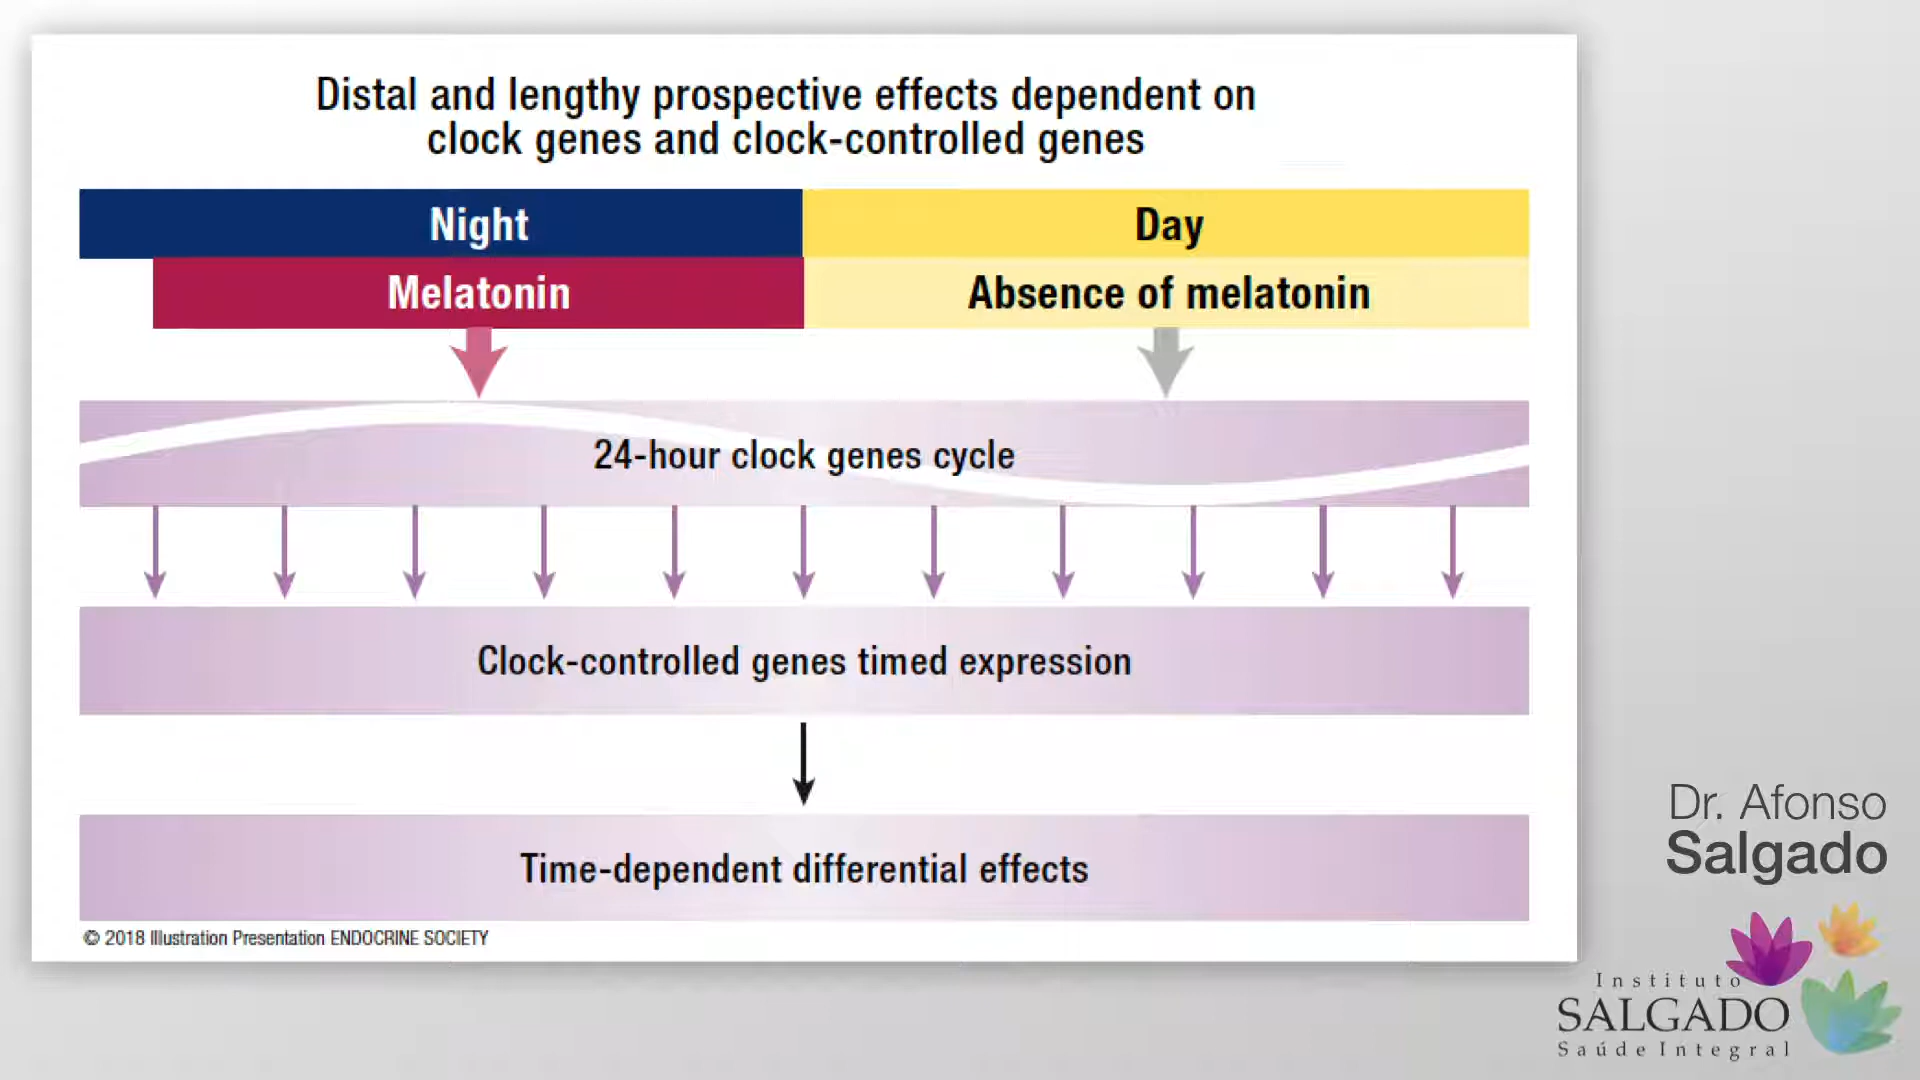 Distal and lengthy prospective effects dependent on
clock genes and clock-controlled genes
Night
Day
Melatonin
Absence of melatonin
24-hour clock genes cycle
Clock-controlled genes timed expression
Time-dependent differential effects
© 2018 Illustration Presentation ENDOCRINE SOCIETY
Dr. Afonso
Salgado
Instituto
SALGADO
Saúde Integral